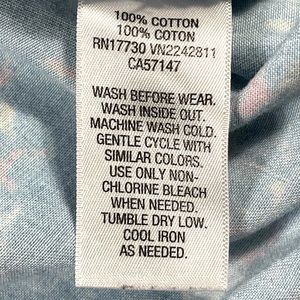 100% COTTON
100% COTON
RN17730 VN2242811
CA57147
WASH BEFORE WEAR.
WASH INSIDE OUT.
MACHINE WASH COLD.
GENTLE CYCLE WITH
SIMILAR COLORS.
USE ONLY NON-
CHLORINE BLEACH
WHEN NEEDED.
TUMBLE DRY LOW.
COOL IRON
AS NEEDED.